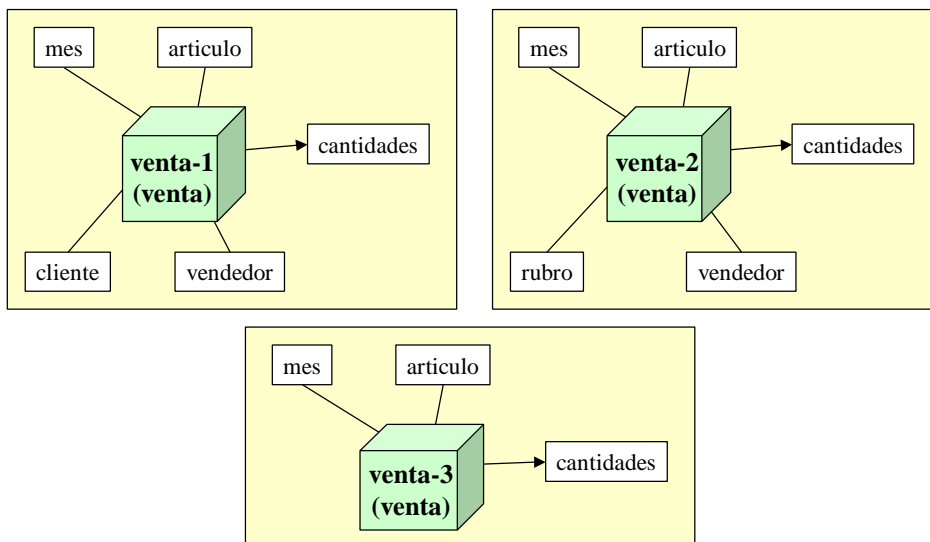 mes
articulo
venta-1
(venta)
cantidades
cliente
vendedor
mes
articulo
venta-2
(venta)
cantidades
rubro
vendedor
mes
articulo
venta-3
(venta)
cantidades